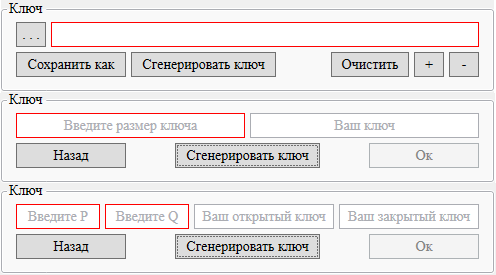 Ключ
. . .
Сохранить как Сгенерировать ключ Очистить + -
Ключ
Введите размер ключа Ваш ключ
Назад Сгенерировать ключ Ок
Ключ
Введите P Введите Q Ваш открытый ключ Ваш закрытый ключ
Назад Сгенерировать ключ Ок